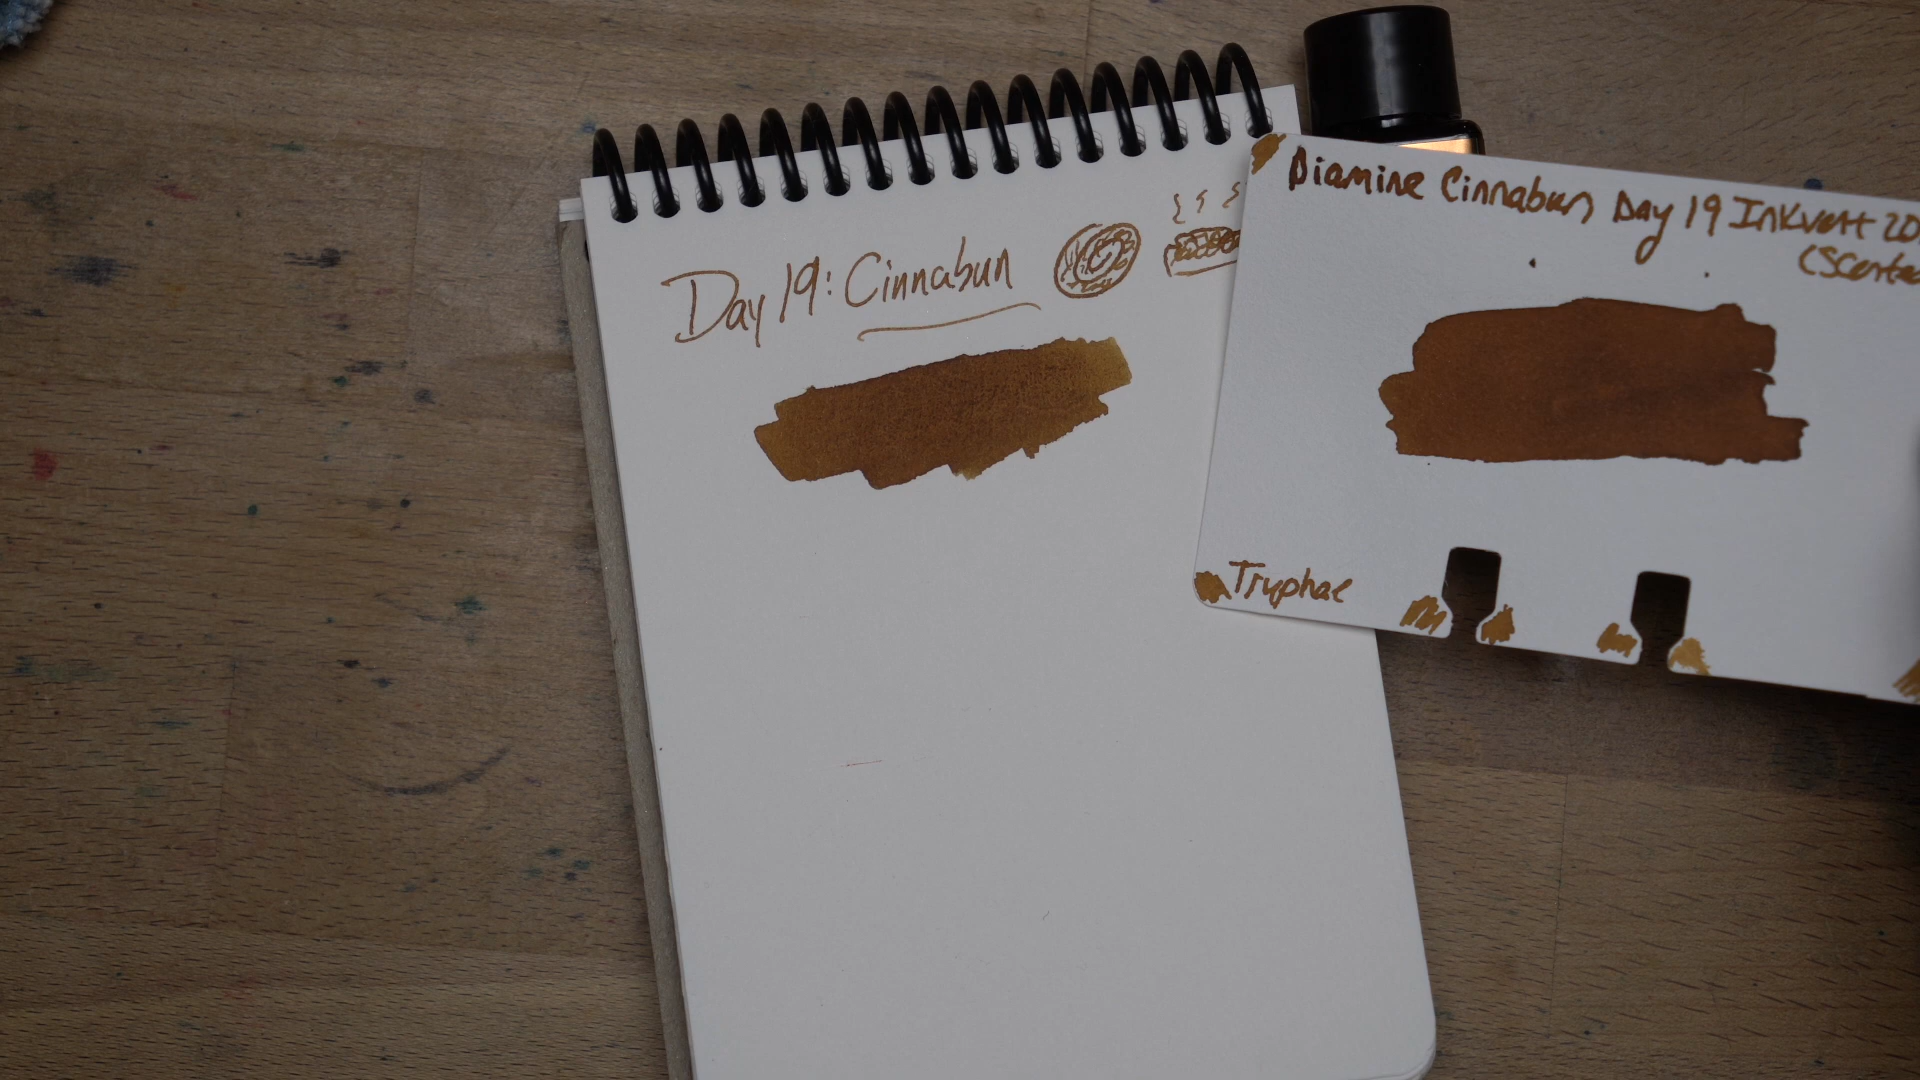 Day 19: Cinnabun
Diamine Cinnabun Day 19 Inkvent 20
(Scente
Tryphae